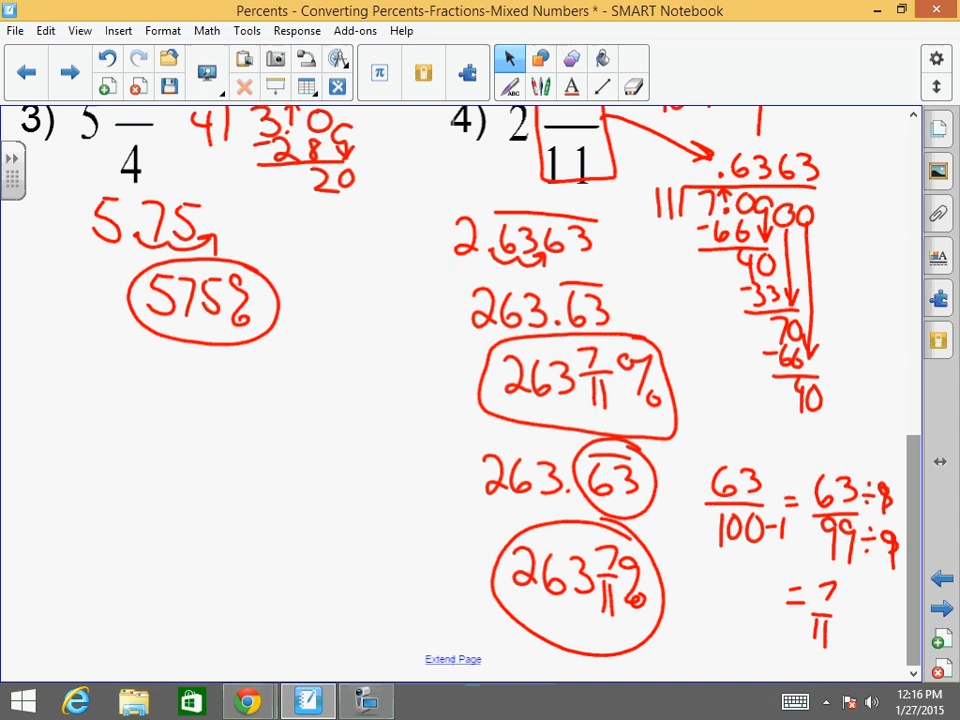 Percents - Converting Percents-Fractions-Mixed Numbers * - SMART Notebook
File Edit View Insert Format Math Tools Response Add-ons Help
3) 5 — 4
4 3.0
-28
20
5.75
575%
4) 2 — 11
.6363
11 7.0000
-66
40
-33
70
-66
40
2.6363
263.63
263 7/11 %
263.63
263 7/11 %
63/100-1 = 63/99 ÷9 ÷9
= 7/11
Extend Page
12:16 PM
1/27/2015